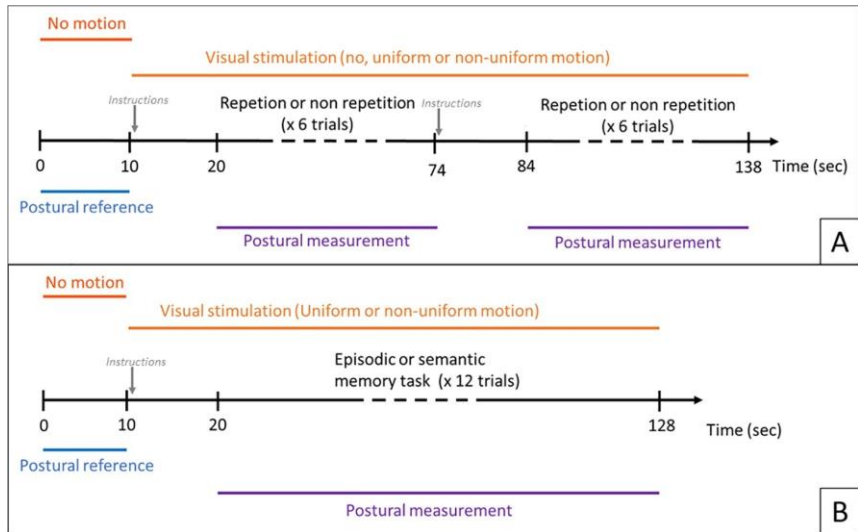 No motion
Visual stimulation (no, uniform or non-uniform motion)
Instructions
Repetion or non repetition
(x 6 trials)
Instructions
Repetion or non repetition
(x 6 trials)
0
10
20
74
84
138
Time (sec)
Postural reference
Postural measurement
Postural measurement
A
No motion
Visual stimulation (Uniform or non-uniform motion)
Instructions
Episodic or semantic
memory task (x 12 trials)
0
10
20
128
Time (sec)
Postural reference
Postural measurement
B